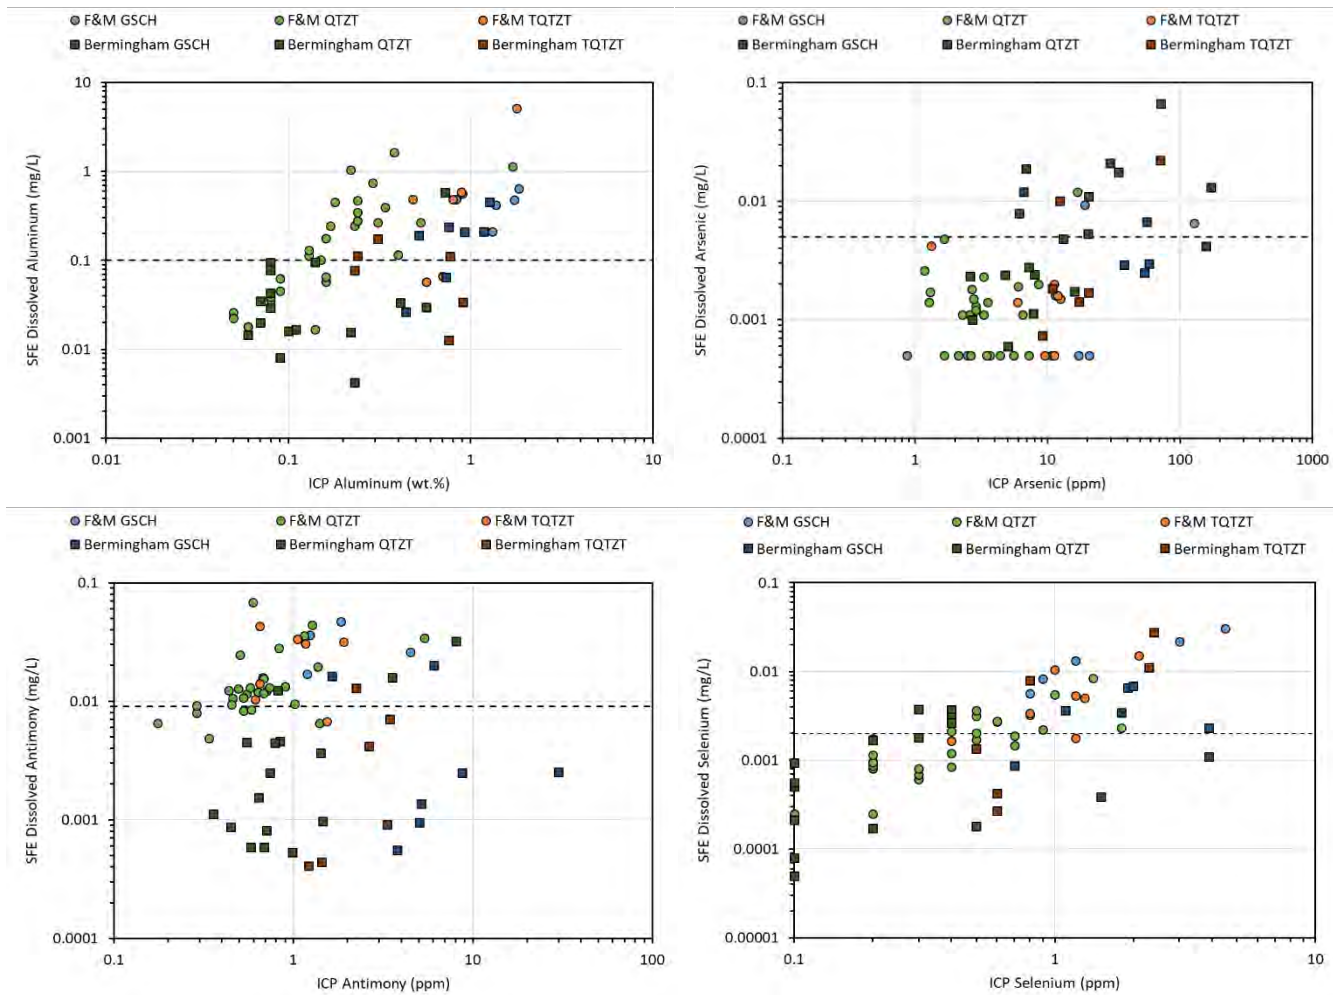 F&M GSCH F&M QTZT F&M TQTZT
Bermingham GSCH Bermingham QTZT Bermingham TQTZT
10
1
0.1
0.01
0.001
SFE Dissolved Aluminum (mg/L)
0.01 0.1 1 10
ICP Aluminum (wt.%)
F&M GSCH F&M QTZT F&M TQTZT
Bermingham GSCH Bermingham QTZT Bermingham TQTZT
0.1
0.01
0.001
0.0001
SFE Dissolved Arsenic (mg/L)
0.1 1 10 100 1000
ICP Arsenic (ppm)
F&M GSCH F&M QTZT F&M TQTZT
Bermingham GSCH Bermingham QTZT Bermingham TQTZT
0.1
0.01
0.001
0.0001
SFE Dissolved Antimony (mg/L)
0.1 1 10 100
ICP Antimony (ppm)
F&M GSCH F&M QTZT F&M TQTZT
Bermingham GSCH Bermingham QTZT Bermingham TQTZT
0.1
0.01
0.001
0.0001
0.00001
SFE Dissolved Selenium (mg/L)
0.1 1 10
ICP Selenium (ppm)